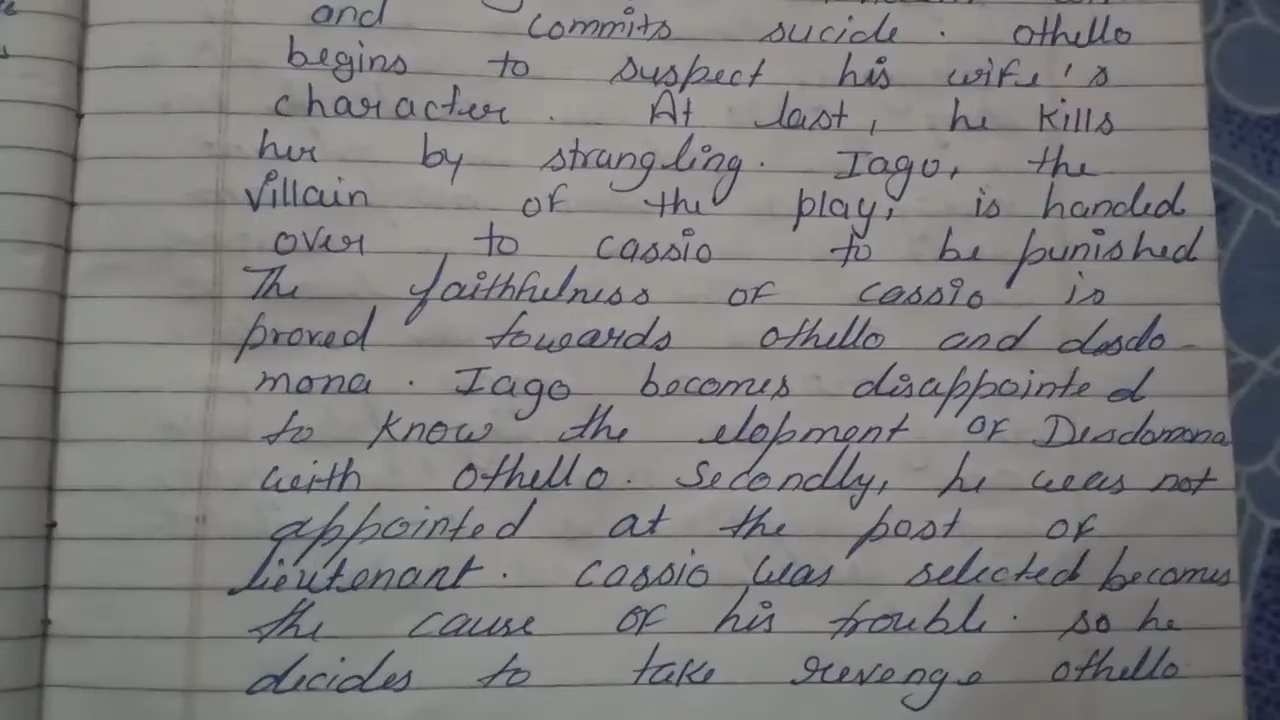 and commits sucide. Othello
begins to suspect his wife's
character. At last, he kills
her by strangling. Iago, the
Villain of the play, is handed
over to cassio to be punished
The faithfulness of cassio is
proved towards Othello and desdo-
mona. Iago becomes disappointed
to know the elopment of Desdomona
with Othello. Secondly, he was not
appointed at the post of
lieutenant. cassio was selected becomes
the cause of his trouble. so he
decides to take revenge Othello